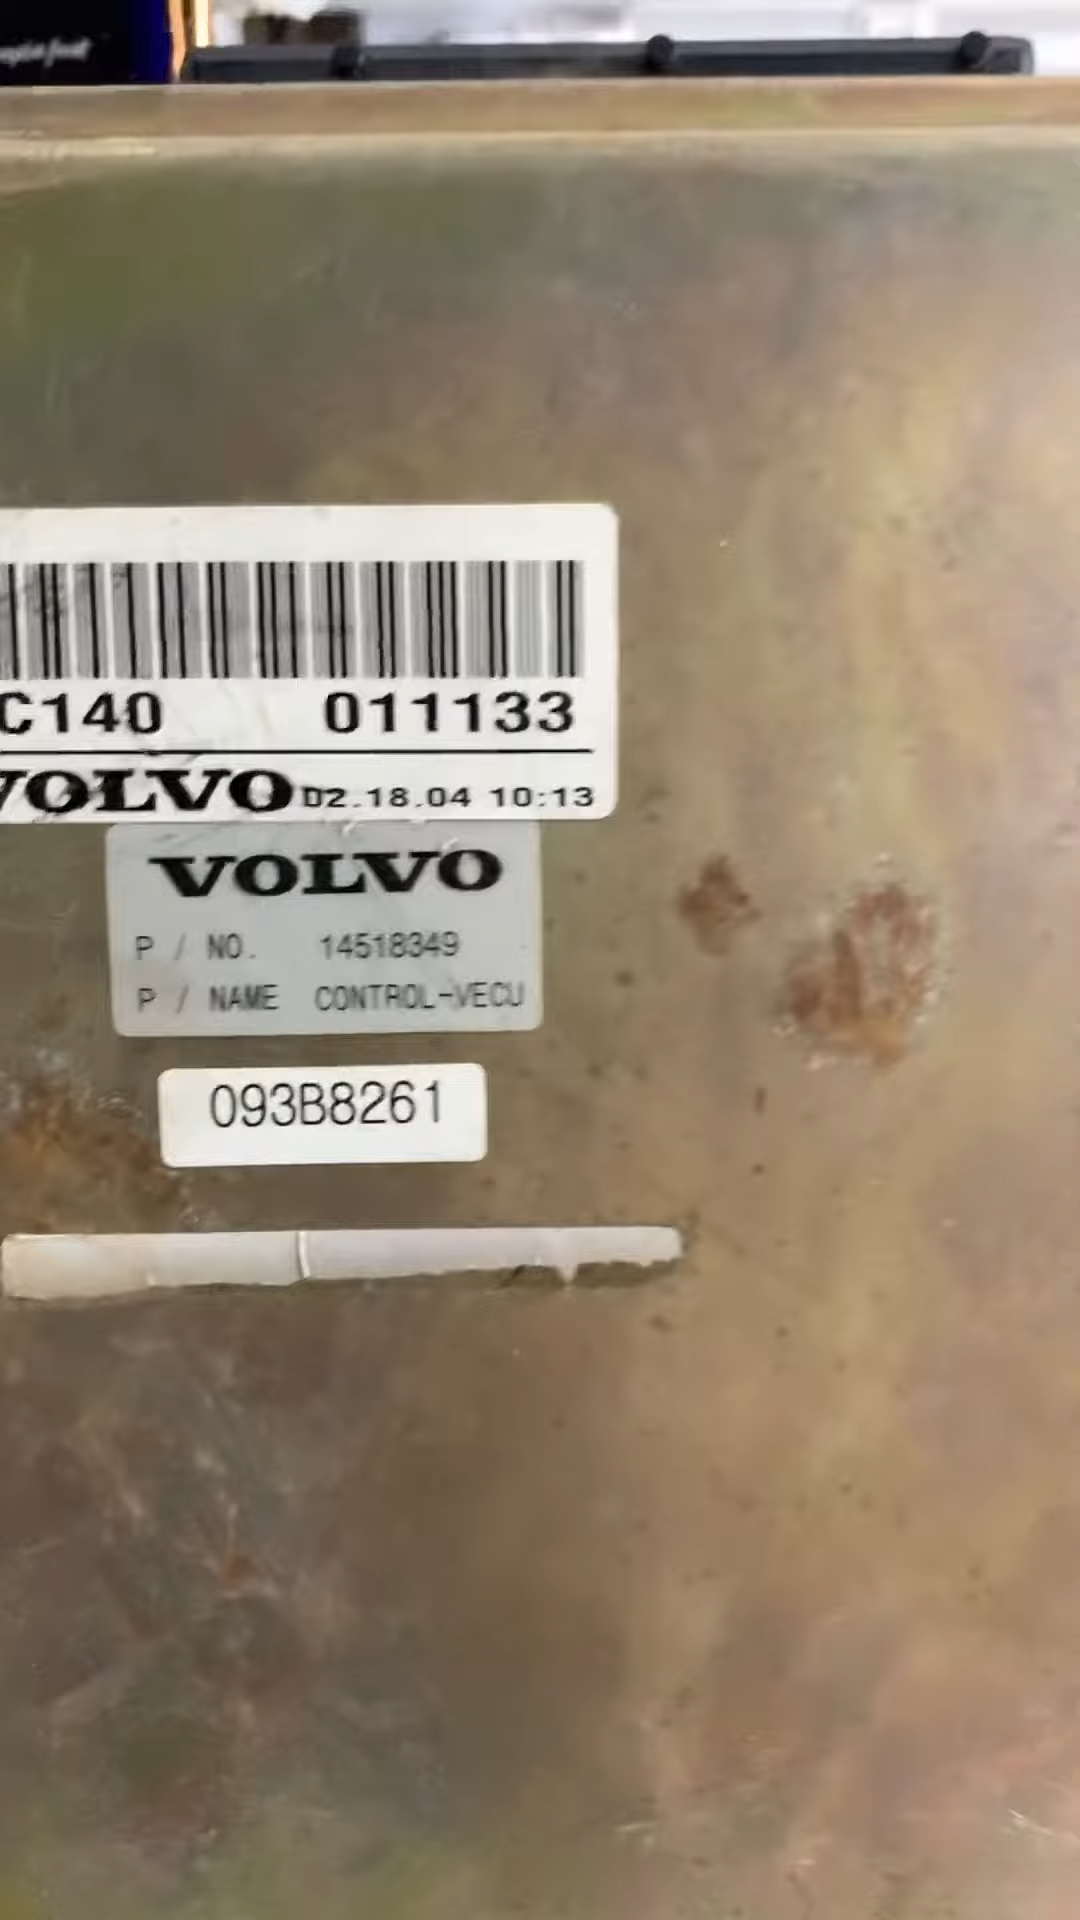 C140 011133
VOLVO 02.18.04 10:13
VOLVO
P / NO. 14518349
P / NAME CONTROL-VECU
093B8261